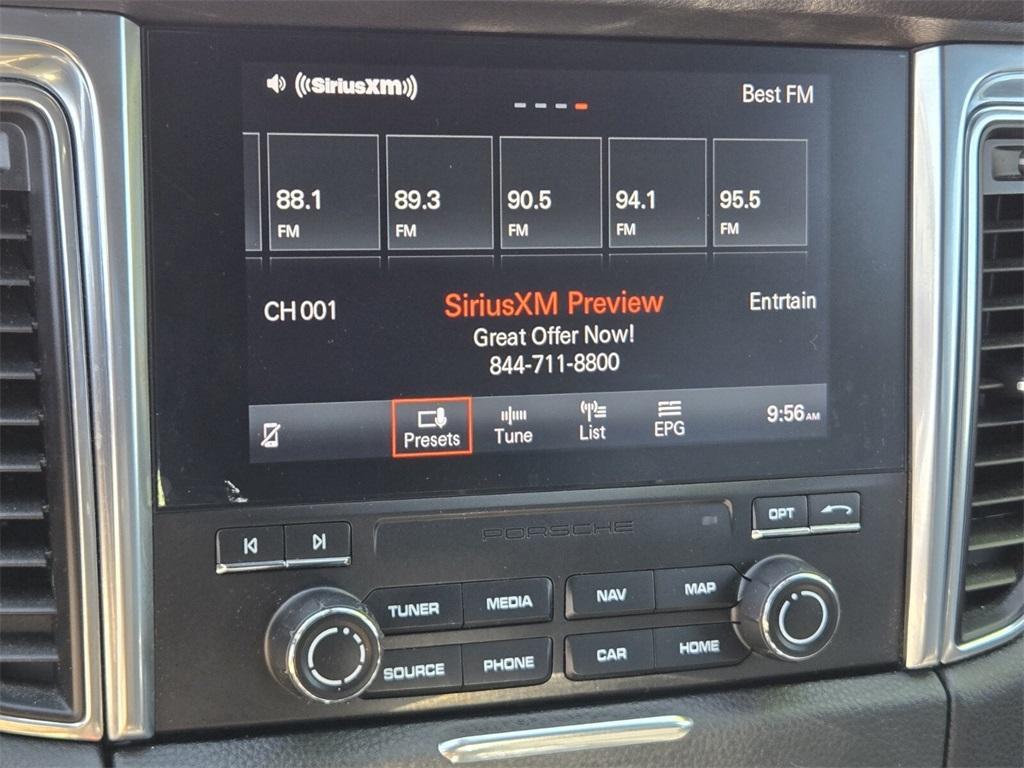 ((SiriusXM))
Best FM
88.1 89.3 90.5 94.1 95.5
FM FM FM FM FM
CH 001 SiriusXM Preview Entrtain
Great Offer Now!
844-711-8800
Presets Tune List EPG 9:56 AM
PORSCHE
OPT
TUNER MEDIA NAV MAP
SOURCE PHONE CAR HOME